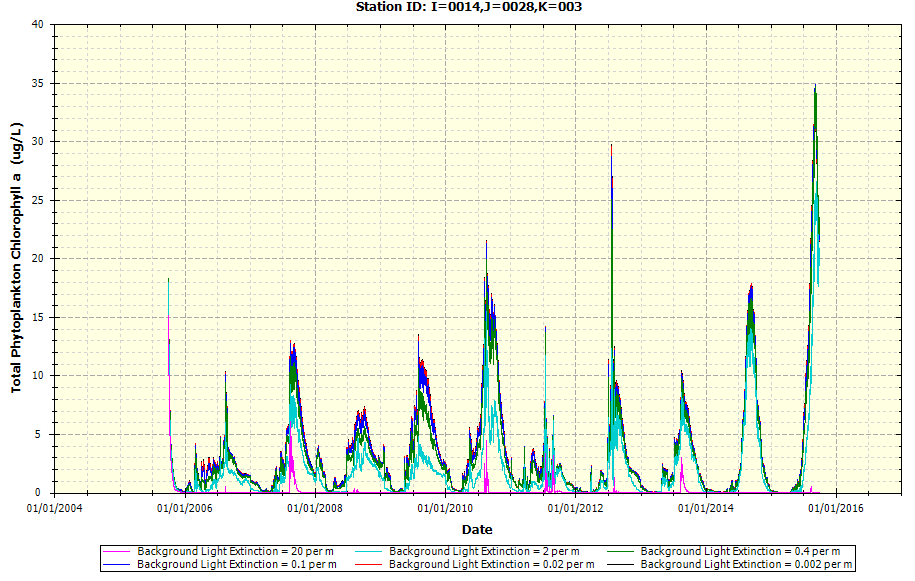 Station ID: I=0014,J=0028,K=003
40
35
30
25
20
15
10
5
0
Total Phytoplankton Chlorophyll a (ug/L)
01/01/2004 01/01/2006 01/01/2008 01/01/2010 01/01/2012 01/01/2014 01/01/2016
Date
Background Light Extinction = 20 per m Background Light Extinction = 2 per m Background Light Extinction = 0.4 per m
Background Light Extinction = 0.1 per m Background Light Extinction = 0.02 per m Background Light Extinction = 0.002 per m